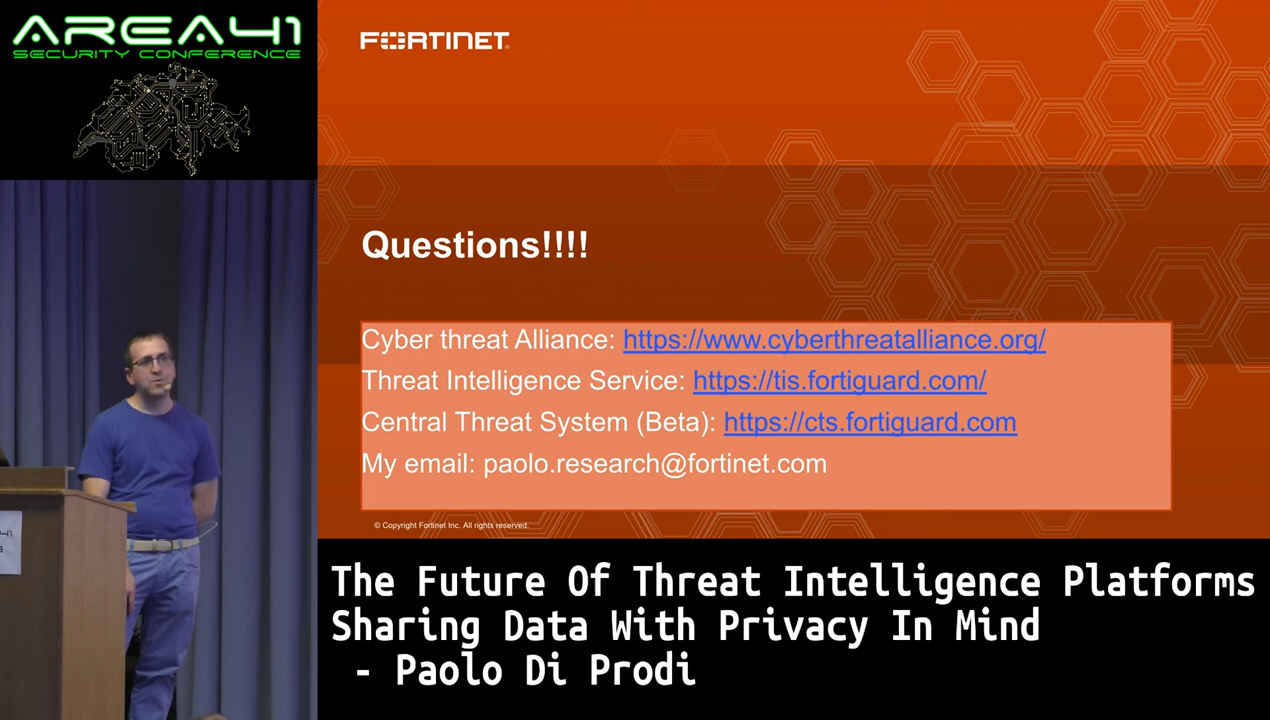 AREA41
SECURITY CONFERENCE
FORTINET
Questions!!!!
Cyber threat Alliance: https://www.cyberthreatalliance.org/
Threat Intelligence Service: https://tis.fortiguard.com/
Central Threat System (Beta): https://cts.fortiguard.com
My email: paolo.research@fortinet.com
© Copyright Fortinet Inc. All rights reserved.
The Future Of Threat Intelligence Platforms
Sharing Data With Privacy In Mind
- Paolo Di Prodi